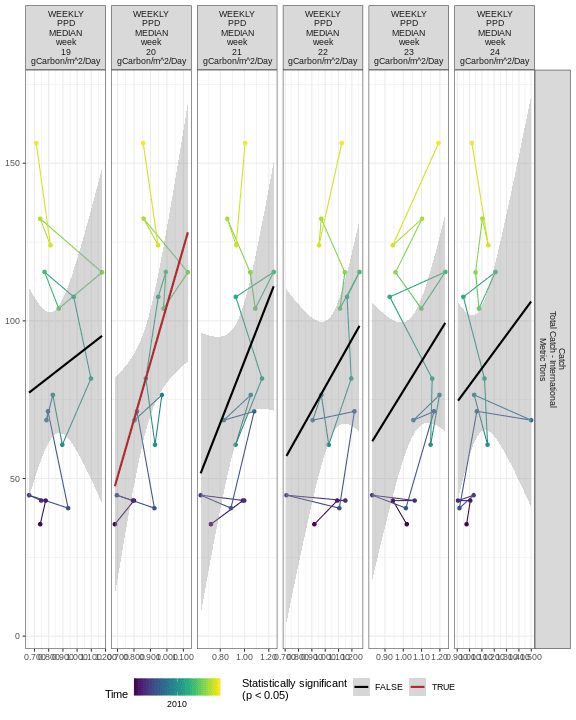 WEEKLY
PPD
MEDIAN
week
19
gCarbon/m^2/Day
WEEKLY
PPD
MEDIAN
week
20
gCarbon/m^2/Day
WEEKLY
PPD
MEDIAN
week
21
gCarbon/m^2/Day
WEEKLY
PPD
MEDIAN
week
22
gCarbon/m^2/Day
WEEKLY
PPD
MEDIAN
week
23
gCarbon/m^2/Day
WEEKLY
PPD
MEDIAN
week
24
gCarbon/m^2/Day
Catch
Total Catch - International
Metric Tons
150
100
50
0
0.80 1.00 1.20
0.90 1.00 1.10 1.20
Time
2010
Statistically significant
(p < 0.05)
FALSE
TRUE